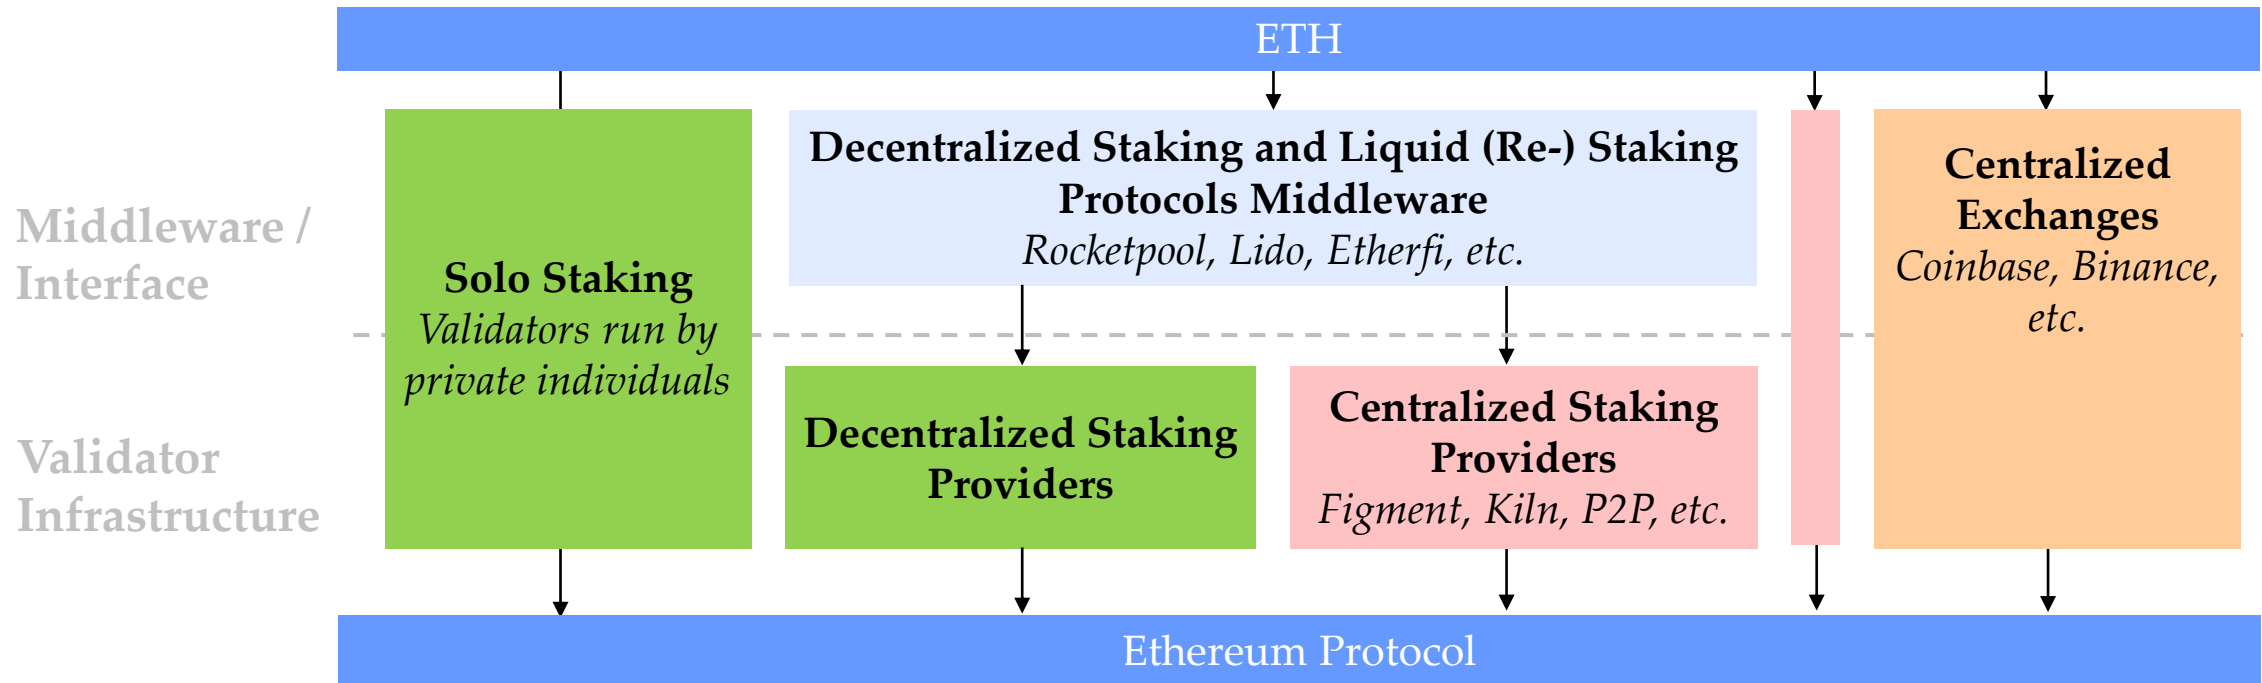 ETH
Middleware /
Interface
Validator
Infrastructure
Solo Staking
Validators run by
private individuals
Decentralized Staking and Liquid (Re-) Staking
Protocols Middleware
Rocketpool, Lido, Etherfi, etc.
Decentralized Staking
Providers
Centralized Staking
Providers
Figment, Kiln, P2P, etc.
Centralized
Exchanges
Coinbase, Binance,
etc.
Ethereum Protocol